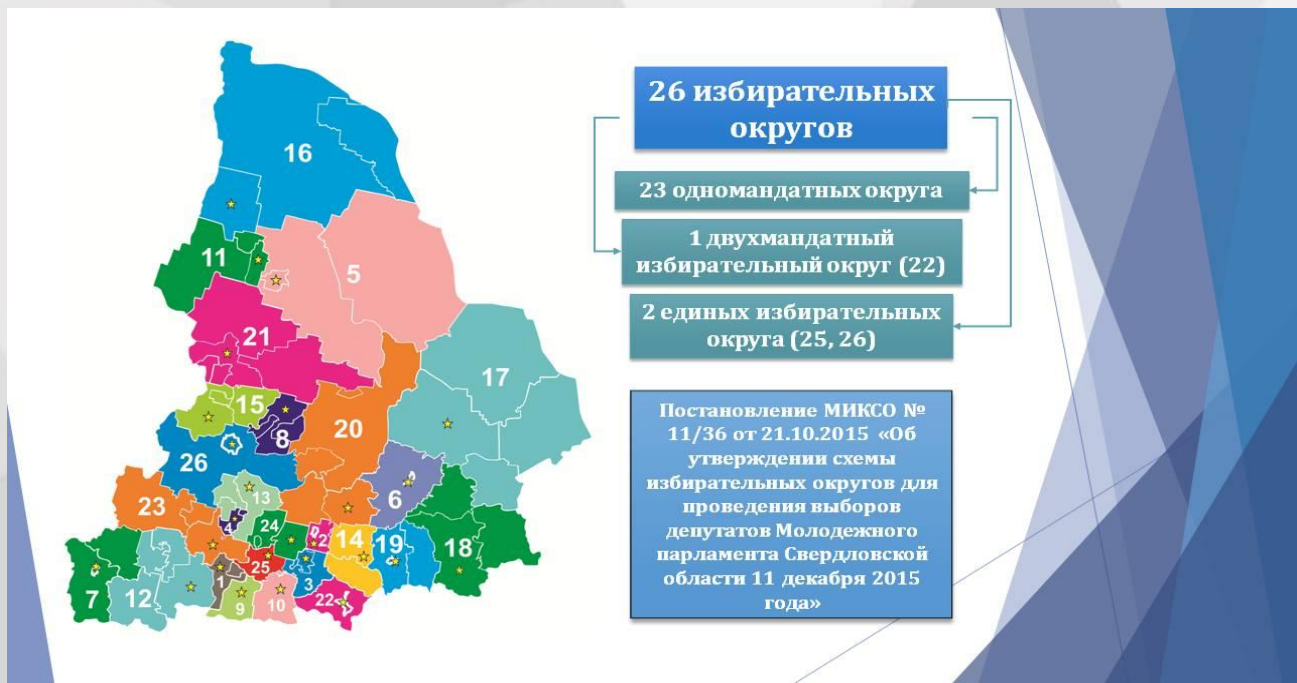 26 избирательных
округов
23 одномандатных округа
1 двухмандатный
избирательный округ (22)
2 единых избирательных
округа (25, 26)
Постановление МИКСО №
11/36 от 21.10.2015 «Об
утверждении схемы
избирательных округов для
проведения выборов
депутатов Молодежного
парламента Свердловской
области 11 декабря 2015
года»
16
11
5
21
17
15
8
20
26
6
23
13
4
24
2
14
19
18
25
3
7
12
1
9
10
22